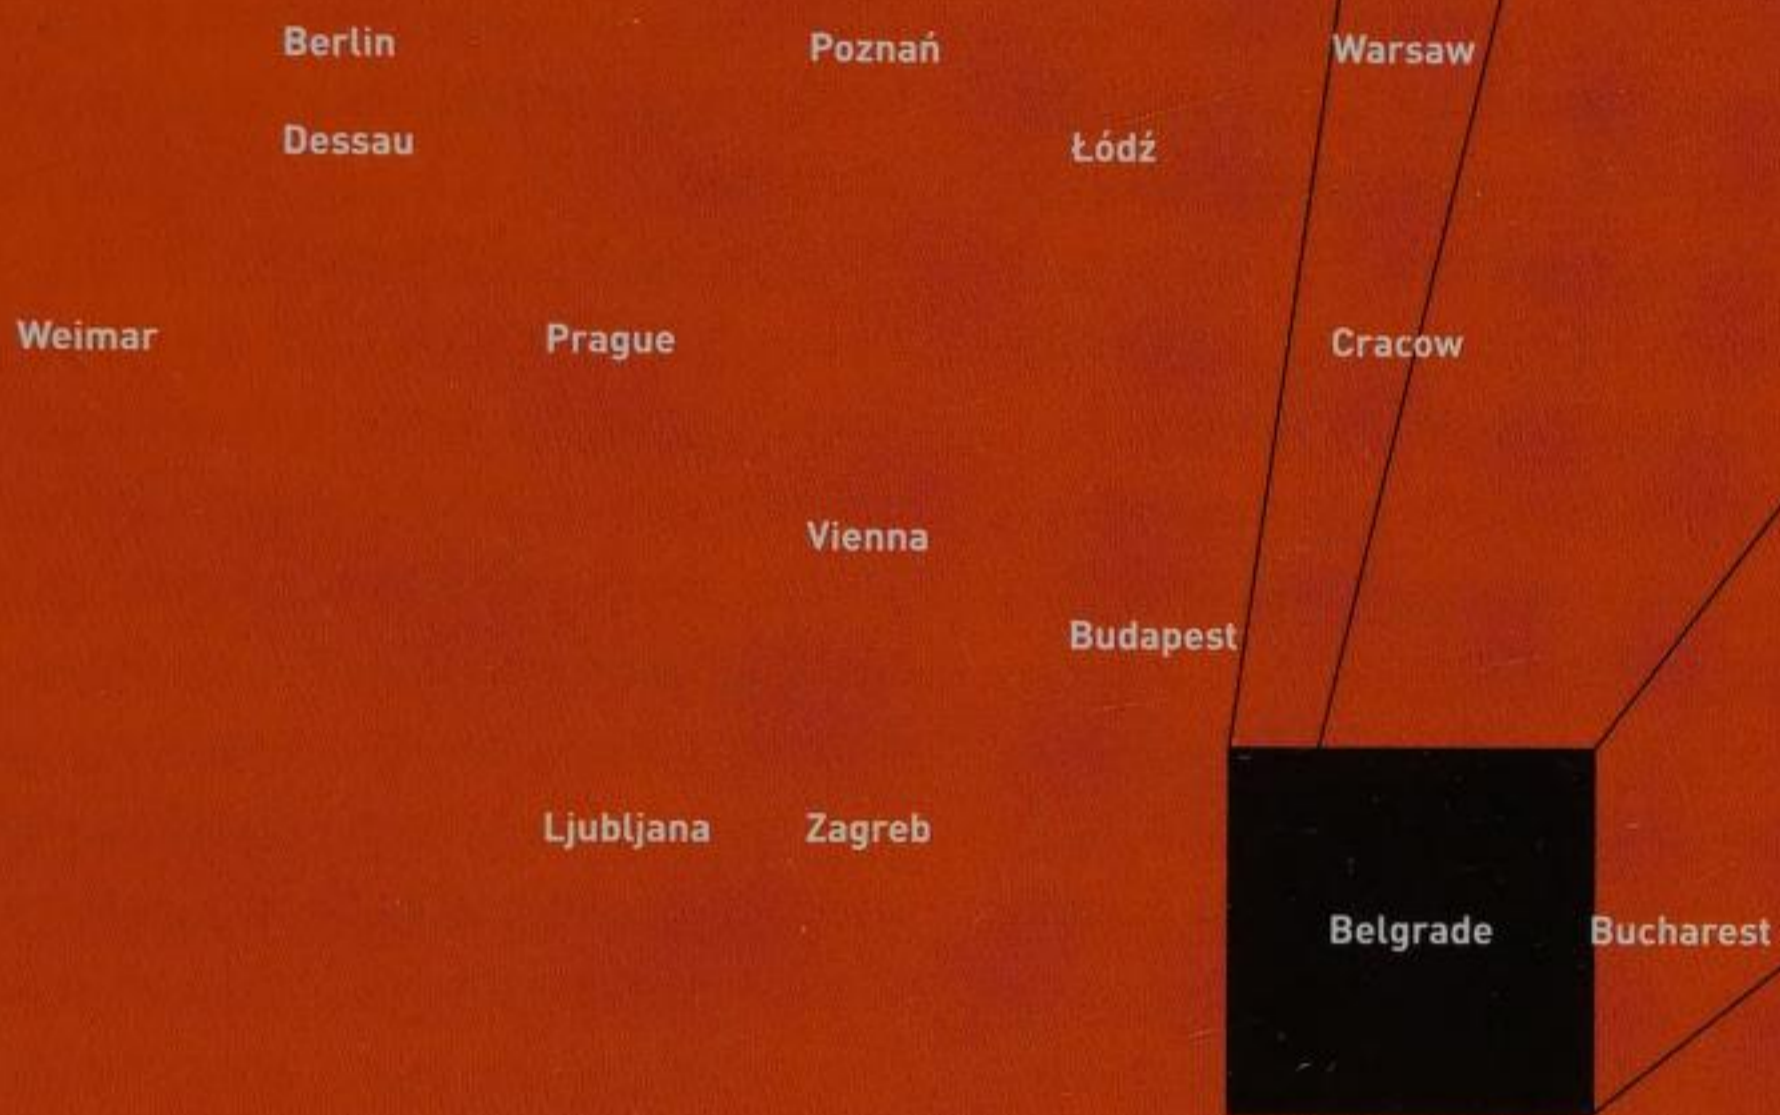 Berlin
Poznań
Warsaw
Dessau
Łódź
Weimar
Prague
Cracow
Vienna
Budapest
Ljubljana
Zagreb
Belgrade
Bucharest